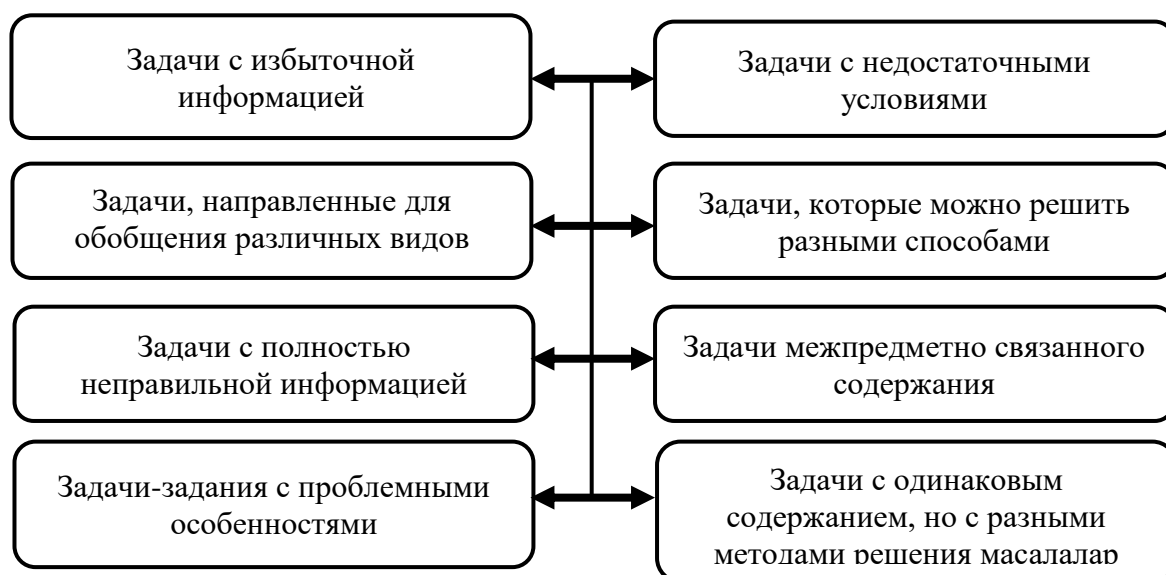 Задачи с избыточной
информацией
Задачи с недостаточными
условиями
Задачи, направленные для
обобщения различных видов
Задачи, которые можно решить
разными способами
Задачи с полностью
неправильной информацией
Задачи межпредметно связанного
содержания
Задачи-задания с проблемными
особенностями
Задачи с одинаковым
содержанием, но с разными
методами решения масалалар